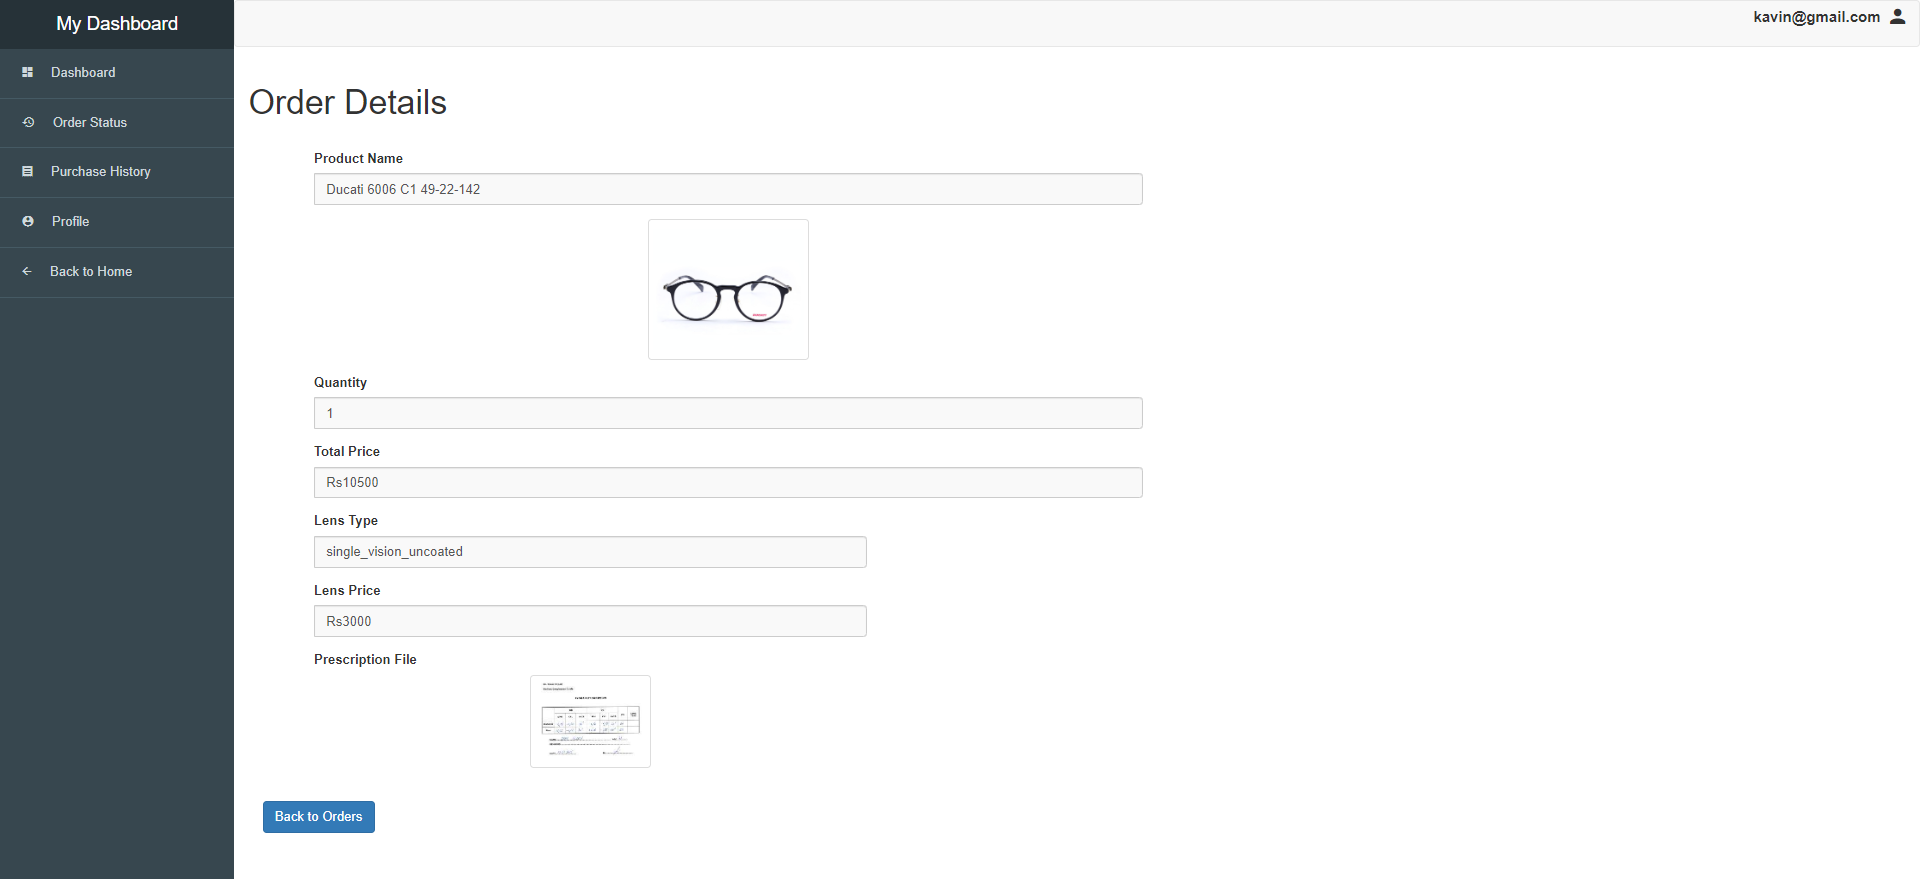 My Dashboard
kavin@gmail.com
Dashboard
Order Status
Purchase History
Profile
Back to Home
Order Details
Product Name
Ducati 6006 C1 49-22-142
Quantity
1
Total Price
Rs10500
Lens Type
single_vision_uncoated
Lens Price
Rs3000
Prescription File
Back to Orders